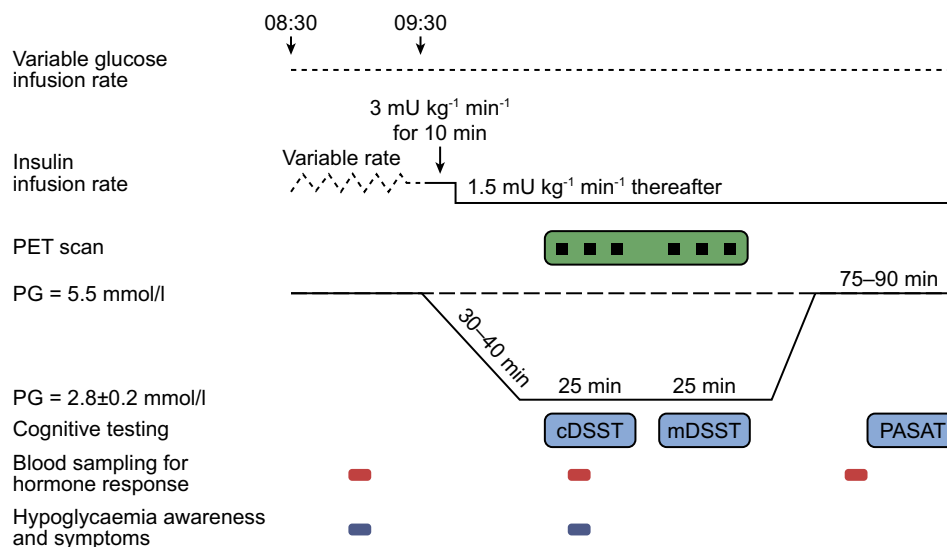 08:30 09:30
Variable glucose
infusion rate
3 mU kg⁻¹ min⁻¹
for 10 min
Insulin
infusion rate
Variable rate
1.5 mU kg⁻¹ min⁻¹ thereafter
PET scan
PG = 5.5 mmol/l
75–90 min
30–40 min
25 min 25 min
PG = 2.8±0.2 mmol/l
Cognitive testing
cDSST mDSST PASAT
Blood sampling for
hormone response
Hypoglycaemia awareness
and symptoms